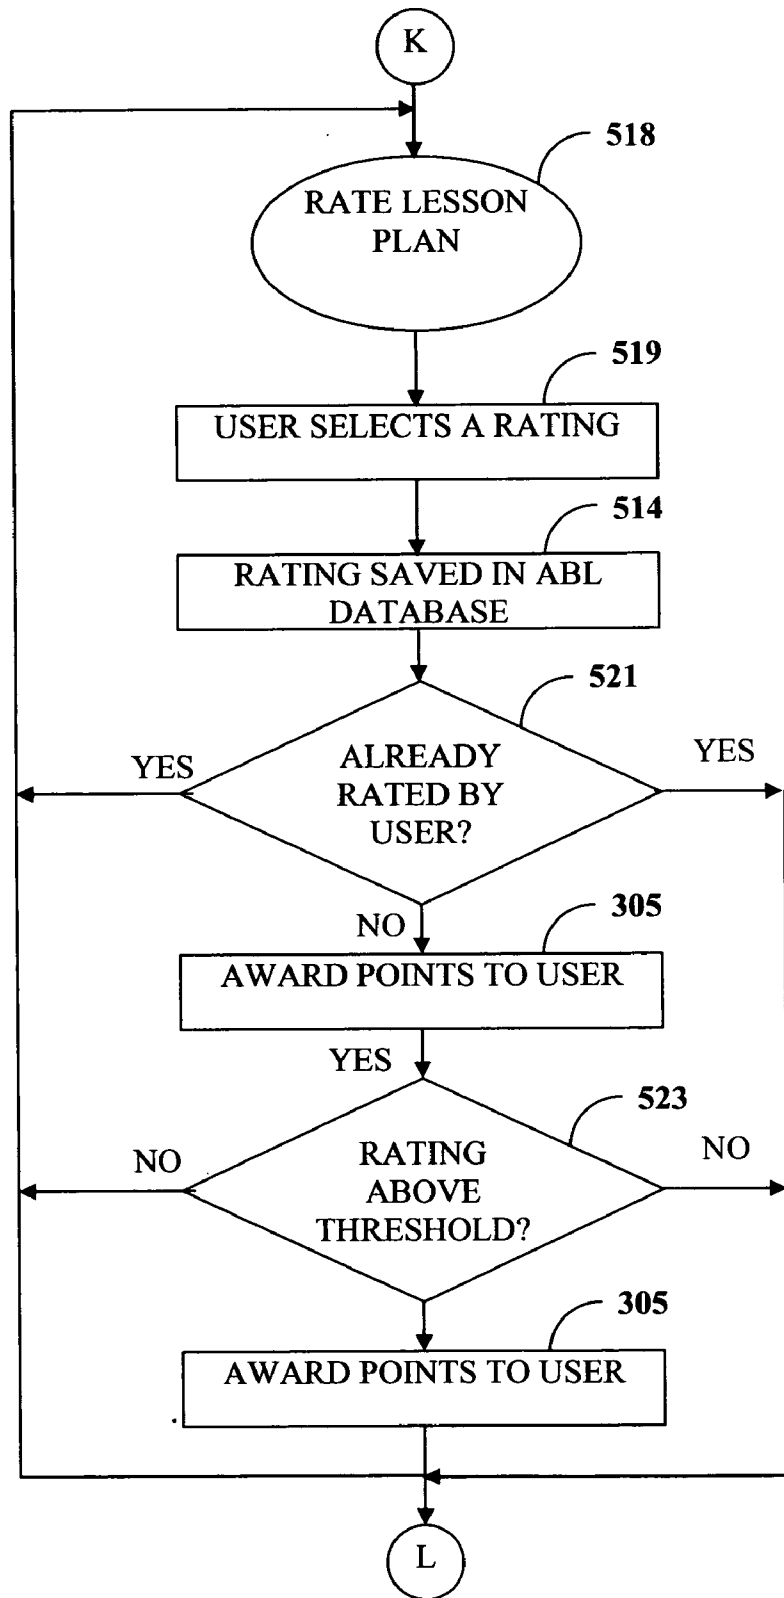 K
518
RATE LESSON
PLAN
519
USER SELECTS A RATING
514
RATING SAVED IN ABL
DATABASE
521
YES
ALREADY
RATED BY
USER?
YES
NO
305
AWARD POINTS TO USER
YES
523
NO
RATING
ABOVE
THRESHOLD?
NO
305
AWARD POINTS TO USER
L